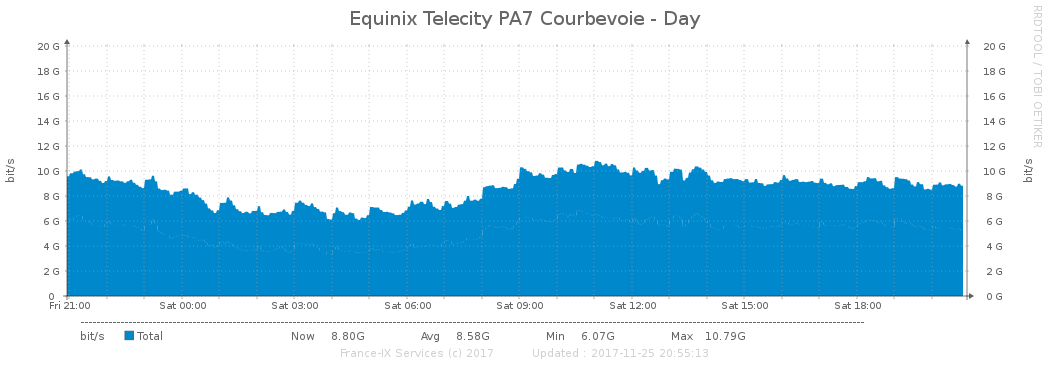 Equinix Telecity PA7 Courbevoie - Day
RRDTOOL / TOBI OETIKER
bit/s
20 G 20 G
18 G 18 G
16 G 16 G
14 G 14 G
12 G 12 G
10 G 10 G
8 G 8 G
6 G 6 G
4 G 4 G
2 G 2 G
0 0 G
bit/s
Fri 21:00 Sat 00:00 Sat 03:00 Sat 06:00 Sat 09:00 Sat 12:00 Sat 15:00 Sat 18:00
bit/s Total Now 8.80G Avg 8.58G Min 6.07G Max 10.79G
France-IX Services (c) 2017 Updated : 2017-11-25 20:55:13